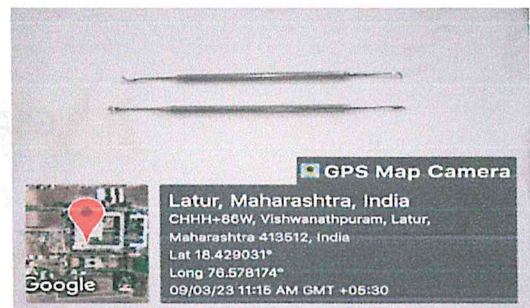 GPS Map Camera
Latur, Maharashtra, India
CHHH+66W, Vishwanathpuram, Latur,
Maharashtra 413512, India
Lat 18.429031°
Long 76.578174°
09/03/23 11:15 AM GMT +05:30
Google